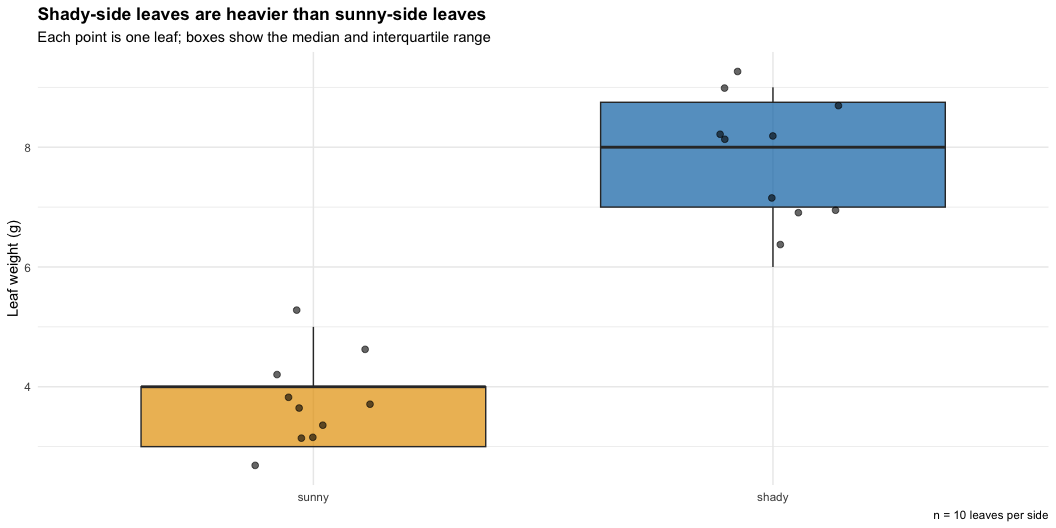 Shady-side leaves are heavier than sunny-side leaves
Each point is one leaf; boxes show the median and interquartile range
Leaf weight (g)
8
6
4
sunny
shady
n = 10 leaves per side